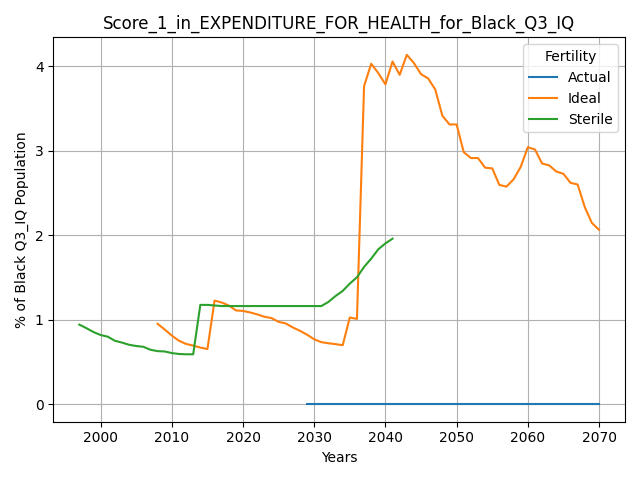 Score_1_in_EXPENDITURE_FOR_HEALTH_for_Black_Q3_IQ
Fertility
Actual
Ideal
Sterile
% of Black Q3_IQ Population
4
3
2
1
0
2000 2010 2020 2030 2040 2050 2060 2070
Years